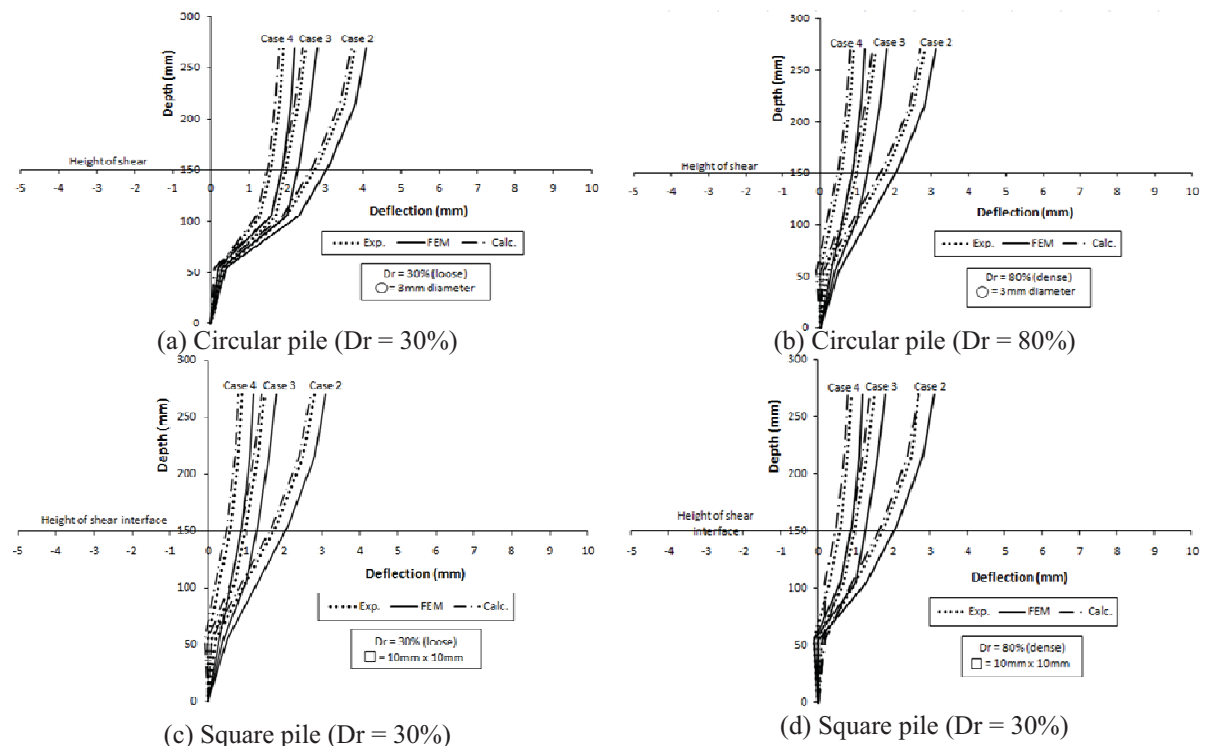 300
Case 4 Case 3 Case 2
250
200
Depth (mm)
Height of shear
150
-5 -4 -3 -2 -1 0 1 2 3 4 5 6 7 8 9 10
Deflection (mm)
100
Exp. FEM Calc.
50
Dr = 30% (loose)
= 3mm diameter
0
(a) Circular pile (Dr = 30%)
300
Case 4 Case 3 Case 2
250
200
Depth (mm)
Height of shear
150
-5 -4 -3 -2 -1 0 1 2 3 4 5 6 7 8 9 10
Deflection (mm)
100
Exp. FEM Calc.
50
Dr = 80% (dense)
= 3mm diameter
0
(b) Circular pile (Dr = 80%)
300
Case 4 Case 3 Case 2
250
200
Depth (mm)
Height of shear interface
150
-5 -4 -3 -2 -1 0 1 2 3 4 5 6 7 8 9 10
Deflection (mm)
100
Exp. FEM Calc.
50
Dr = 30% (loose)
= 10mm x 10mm
0
(c) Square pile (Dr = 30%)
300
Case 4 Case 3 Case 2
250
200
Depth (mm)
Height of shear
interface
150
-5 -4 -3 -2 -1 0 1 2 3 4 5 6 7 8 9 10
Deflection (mm)
100
Exp. FEM Calc.
50
Dr = 80% (dense)
= 10mm x 10mm
0
(d) Square pile (Dr = 30%)